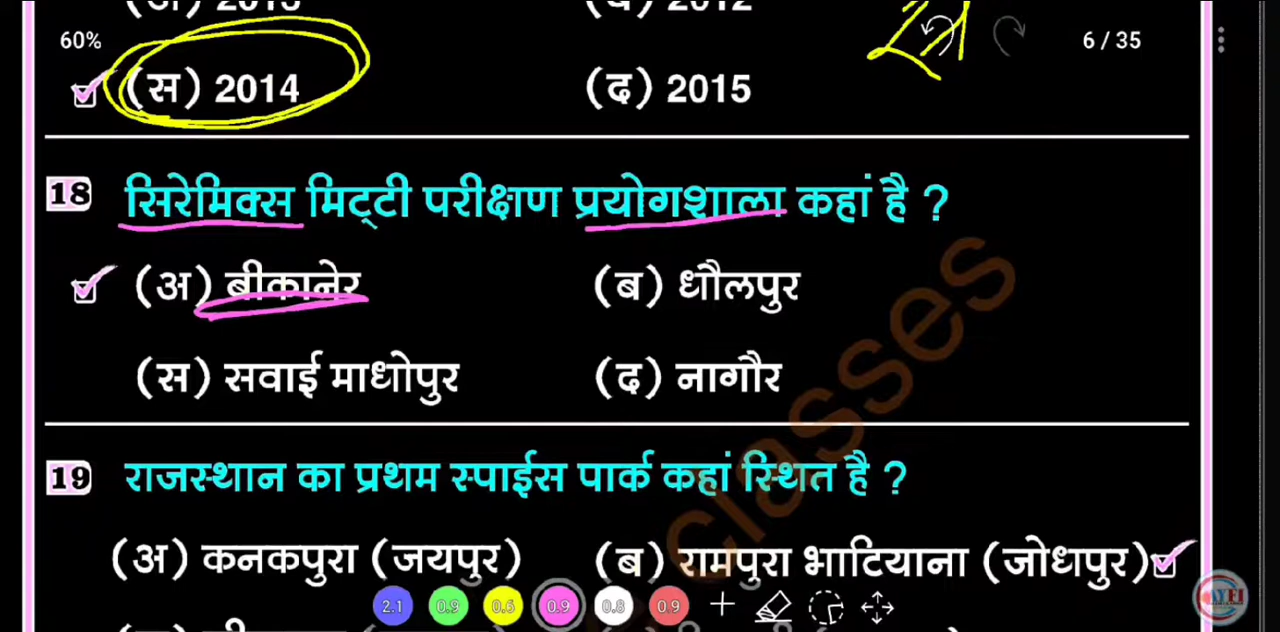 60%
6 / 35
(स) 2014 (द) 2015
18 सिरेमिक्स मिट्टी परीक्षण प्रयोगशाला कहां है ?
(अ) बीकानेर (ब) धौलपुर
(स) सवाई माधोपुर (द) नागौर
19 राजस्थान का प्रथम स्पाईस पार्क कहां स्थित है ?
(अ) कनकपुरा (जयपुर) (ब) रामपुरा भाटियाना (जोधपुर)
2.1 0.9 0.6 0.9 0.8 0.9
classes